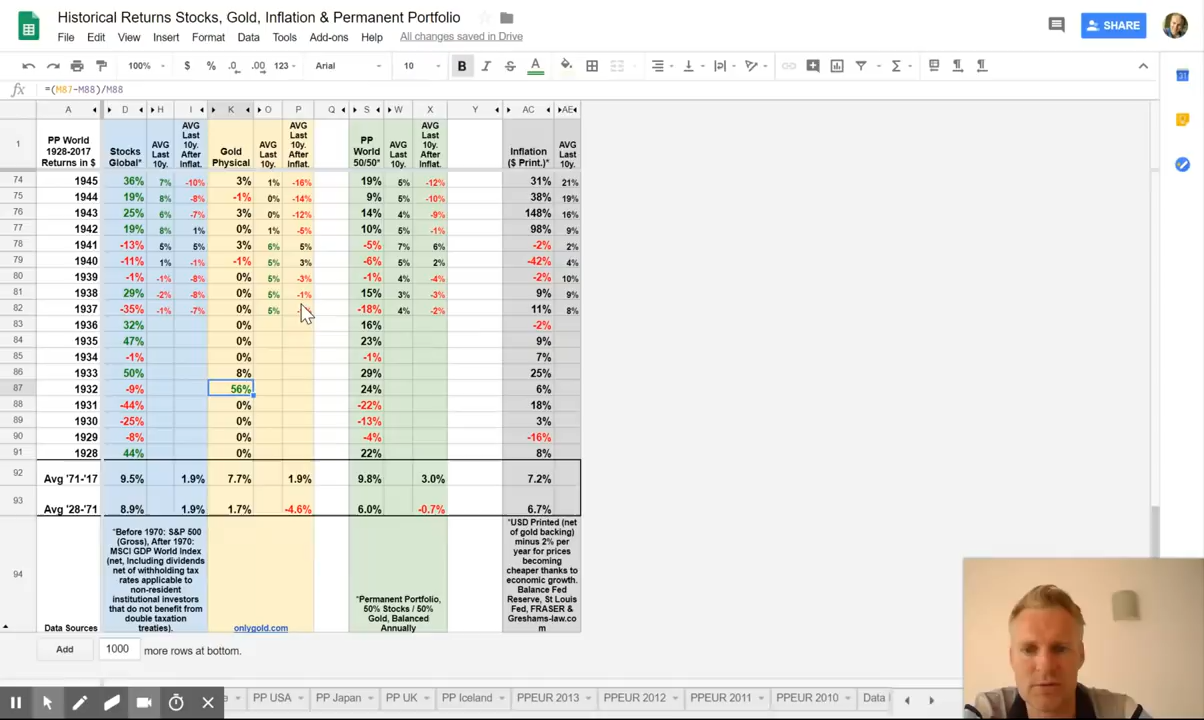 Historical Returns Stocks, Gold, Inflation & Permanent Portfolio
File Edit View Insert Format Data Tools Add-ons Help All changes saved in Drive
SHARE
100% $ % .0 .00 123 Arial 10 B I S A
fx =(M87-M88)/M88
A D H I K O P Q S W X Y AC AE
1 PP World 1928-2017 Returns in $
Stocks Global*
AVG Last 10y.
AVG Last 10y. After Inflat.
Gold Physical
AVG Last 10y.
AVG Last 10y. After Inflat.
PP World 50/50*
AVG Last 10y.
AVG Last 10y. After Inflat.
Inflation ($ Print.)*
AVG Last 10y.
74 1945 36% 7% -10% 3% 1% -16% 19% 5% -12% 31% 21%
75 1944 19% 8% -8% -1% 0% -14% 9% 5% -10% 38% 19%
76 1943 25% 6% -7% 3% 0% -12% 14% 4% -9% 148% 16%
77 1942 19% 8% 1% 0% 1% -5% 10% 5% -1% 98% 9%
78 1941 -13% 5% 5% 3% 6% 5% -5% 7% 6% -2% 2%
79 1940 -11% 1% -1% -1% 5% 3% -6% 5% 2% -42% 4%
80 1939 -1% -1% -8% 0% 5% -3% -1% 4% -4% -2% 10%
81 1938 29% -2% -8% 0% 5% -1% 15% 3% -3% 9% 9%
82 1937 -35% -1% -7% 0% 5% -18% 4% -2% 11% 8%
83 1936 32% 0% 16% -2%
84 1935 47% 0% 23% 9%
85 1934 -1% 0% -1% 7%
86 1933 50% 8% 29% 25%
87 1932 -9% 56% 24% 6%
88 1931 -44% 0% -22% 18%
89 1930 -25% 0% -13% 3%
90 1929 -8% 0% -4% -16%
91 1928 44% 0% 22% 8%
92 Avg '71-'17 9.5% 1.9% 7.7% 1.9% 9.8% 3.0% 7.2%
93 Avg '28-'71 8.9% 1.9% 1.7% -4.6% 6.0% -0.7% 6.7%
94 Data Sources
*Before 1970: S&P 500
(Gross), After 1970:
MSCI GDP World Index
(net, Including dividends
net of withholding tax
rates applicable to
non-resident
institutional investors
that do not benefit from
double taxation
treaties).
onlygold.com
*Permanent Portfolio,
50% Stocks / 50%
Gold, Balanced
Annually
*USD Printed (net
of gold backing)
minus 2% per
year for prices
becoming
cheaper thanks to
economic growth.
Balance Fed
Reserve, St Louis
Fed, FRASER &
Greshams-law.co
m
Add 1000 more rows at bottom.
PP USA PP Japan PP UK PP Iceland PPEUR 2013 PPEUR 2012 PPEUR 2011 PPEUR 2010 Data